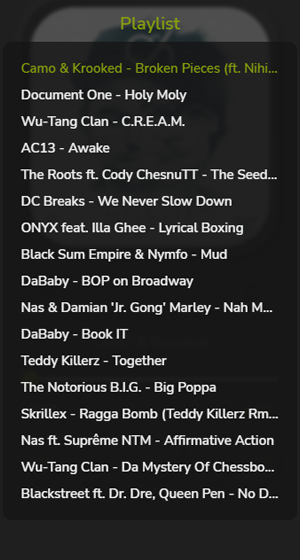 Playlist
Camo & Krooked - Broken Pieces (ft. Nihi...
Document One - Holy Moly
Wu-Tang Clan - C.R.E.A.M.
AC13 - Awake
The Roots ft. Cody ChesnuTT - The Seed...
DC Breaks - We Never Slow Down
ONYX feat. Illa Ghee - Lyrical Boxing
Black Sum Empire & Nymfo - Mud
DaBaby - BOP on Broadway
Nas & Damian 'Jr. Gong' Marley - Nah M...
DaBaby - Book IT
Teddy Killerz - Together
The Notorious B.I.G. - Big Poppa
Skrillex - Ragga Bomb (Teddy Killerz Rm...
Nas ft. Suprême NTM - Affirmative Action
Wu-Tang Clan - Da Mystery Of Chessbo...
Blackstreet ft. Dr. Dre, Queen Pen - No D...